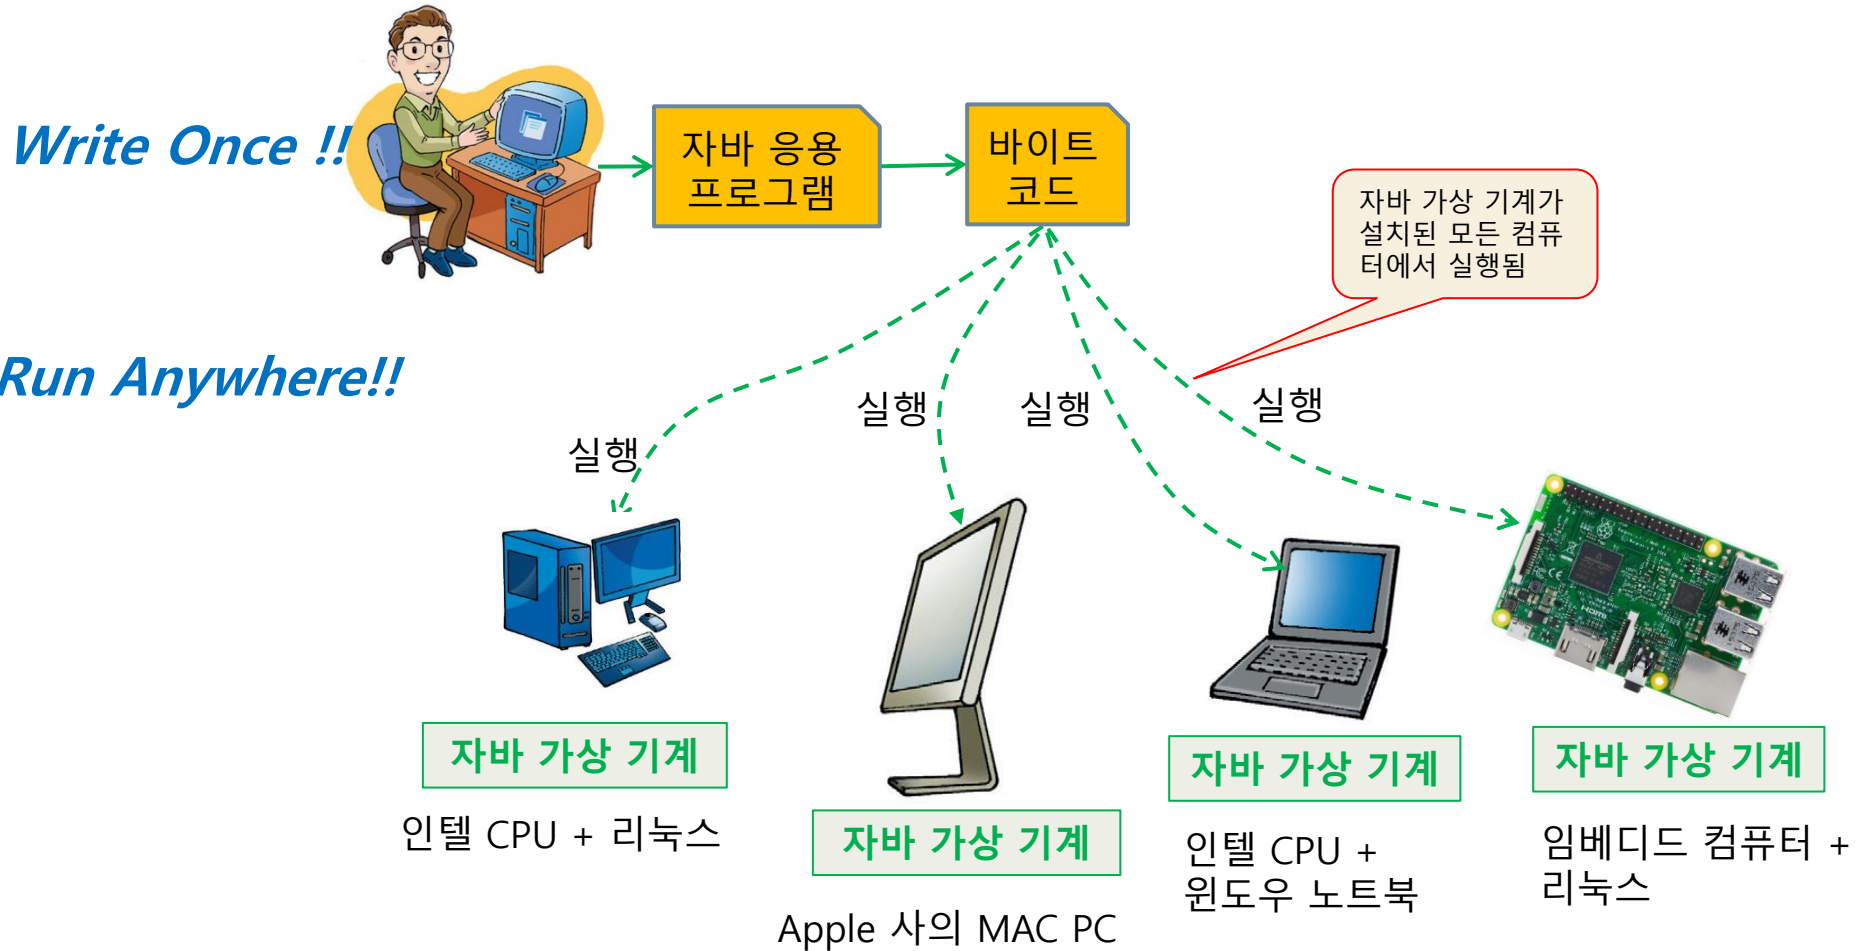 Write Once !!
자바 응용
프로그램
바이트
코드
자바 가상 기계가
설치된 모든 컴퓨
터에서 실행됨
Run Anywhere!!
실행
실행
실행
실행
자바 가상 기계
인텔 CPU + 리눅스
자바 가상 기계
Apple 사의 MAC PC
자바 가상 기계
인텔 CPU +
윈도우 노트북
HDMI
자바 가상 기계
임베디드 컴퓨터 +
리눅스